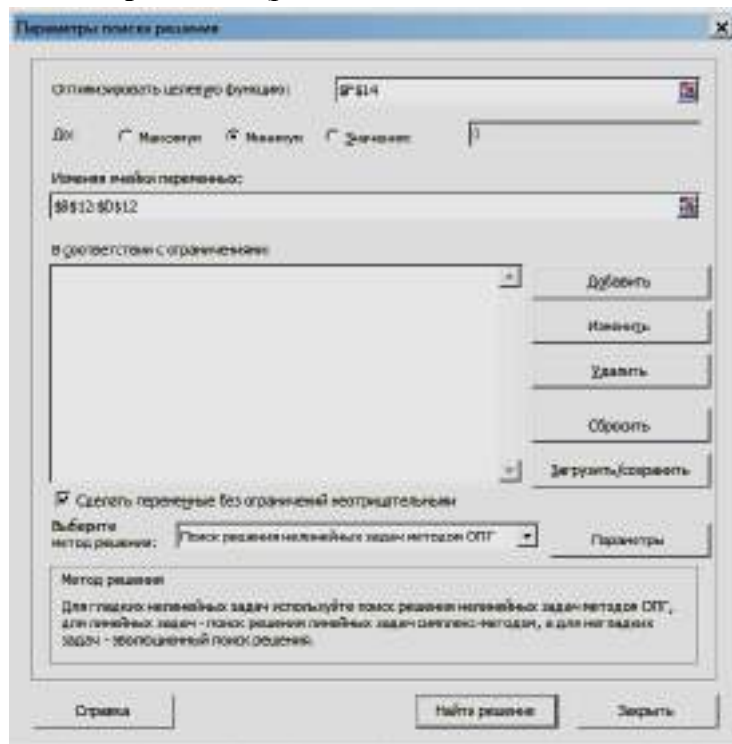 Параметры поиска решения
Оптимизировать целевую функцию: $F$14
До: Максимум Минимум Значения:
Изменяя ячейки переменных:
$B$12:$D$12
В соответствии с ограничениями:
Добавить
Изменить
Удалить
Сбросить
Загрузить/сохранить
Сделать переменные без ограничений неотрицательными
Выберите
метод решения: Поиск решения нелинейных задач методом ОПГ Параметры
Метод решения
Для гладких нелинейных задач используйте поиск решения нелинейных задач методом ОПГ,
для линейных задач - поиск решения линейных задач симплекс-методом, а для негладких
задач - эволюционный поиск решения.
Справка Найти решение Закрыть